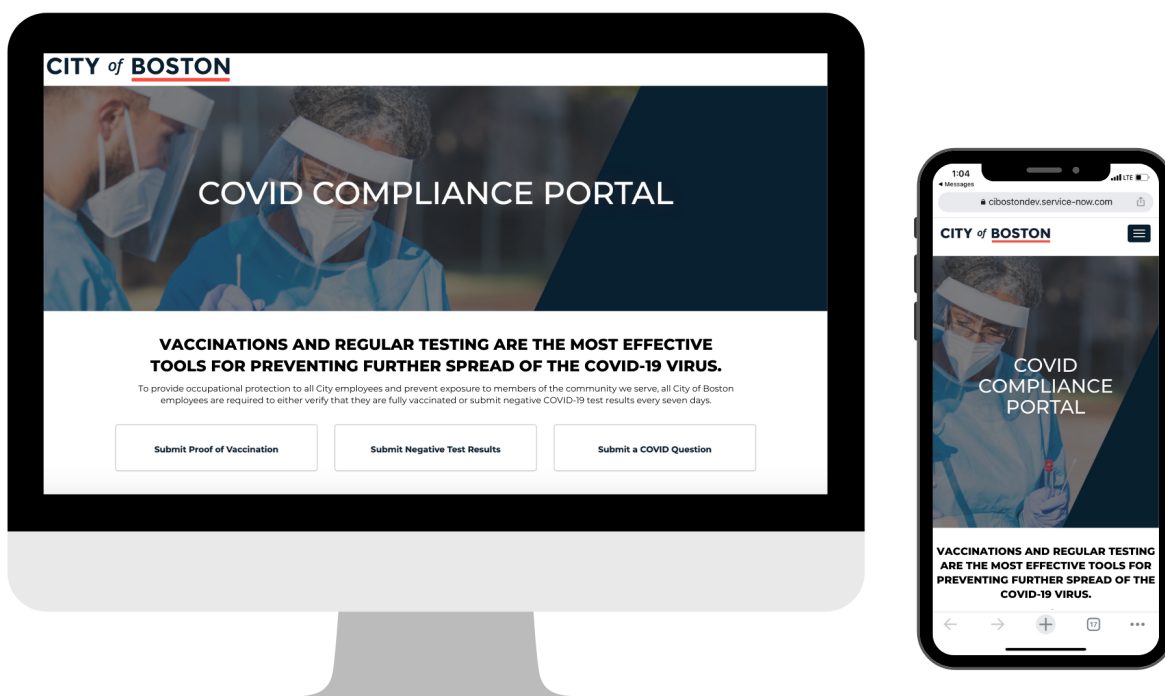 CITY of BOSTON
COVID COMPLIANCE PORTAL
VACCINATIONS AND REGULAR TESTING ARE THE MOST EFFECTIVE
TOOLS FOR PREVENTING FURTHER SPREAD OF THE COVID-19 VIRUS.
To provide occupational protection to all City employees and prevent exposure to members of the community we serve, all City of Boston
employees are required to either verify that they are fully vaccinated or submit negative COVID-19 test results every seven days.
Submit Proof of Vaccination
Submit Negative Test Results
Submit a COVID Question
1:04
LTE
Messages
cibostondev.service-now.com
CITY of BOSTON
COVID
COMPLIANCE
PORTAL
VACCINATIONS AND REGULAR TESTING
ARE THE MOST EFFECTIVE TOOLS FOR
PREVENTING FURTHER SPREAD OF THE
COVID-19 VIRUS.
17